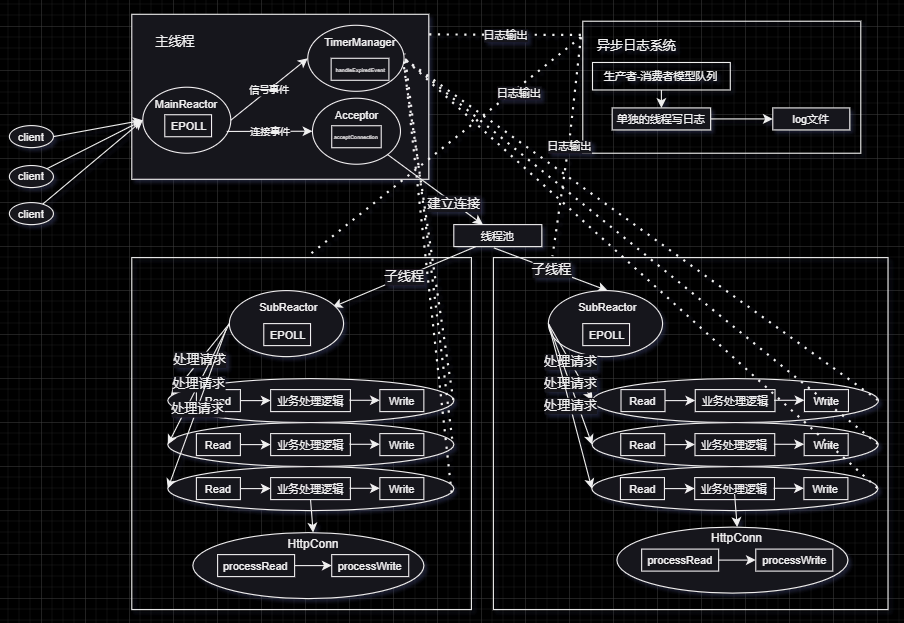 主线程
TimerManager
handleExpiredEvent
信号事件
MainReactor
EPOLL
连接事件
Acceptor
acceptConnection
client
client
client
日志输出
日志输出
日志输出
异步日志系统
生产者-消费者模型队列
单独的线程写日志
log文件
建立连接
线程池
子线程
子线程
SubReactor
EPOLL
处理请求
处理请求
处理请求
Read
业务处理逻辑
Write
Read
业务处理逻辑
Write
Read
业务处理逻辑
Write
HttpConn
processRead
processWrite
SubReactor
EPOLL
处理请求
处理请求
处理请求
Read
业务处理逻辑
Write
Read
业务处理逻辑
Write
Read
业务处理逻辑
Write
HttpConn
processRead
processWrite